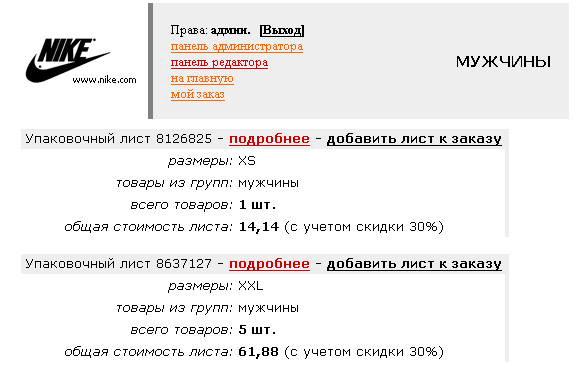 NIKE
www.nike.com
Права: админ. [Выход]
панель администратора
панель редактора
на главную
мой заказ
МУЖЧИНЫ
Упаковочный лист 8126825 - подробнее - добавить лист к заказу
размеры: XS
товары из групп: мужчины
всего товаров: 1 шт.
общая стоимость листа: 14,14 (с учетом скидки 30%)
Упаковочный лист 8637127 - подробнее - добавить лист к заказу
размеры: XXL
товары из групп: мужчины
всего товаров: 5 шт.
общая стоимость листа: 61,88 (с учетом скидки 30%)